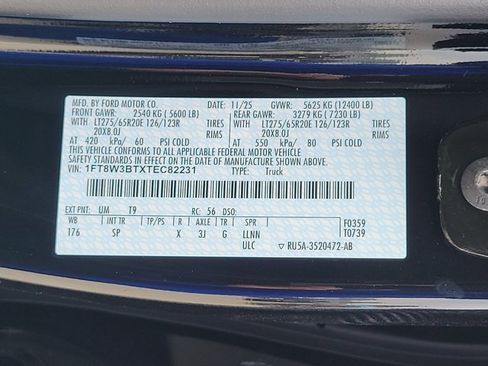 MFD. BY FORD MOTOR CO. 11/25 GVWR: 5625 KG (12400 LB)
FRONT GAWR: 2540 KG (5600 LB) REAR GAWR: 3279 KG (7230 LB)
WITH LT275/65R20E 126/123R TIRES WITH LT275/65R20E 126/123R TIRES
20X8.0J RIMS 20X8.0J RIMS
AT 420 kPa/ 60 PSI COLD AT 550 kPa/ 80 PSI COLD
THIS VEHICLE CONFORMS TO ALL APPLICABLE FEDERAL MOTOR VEHICLE
SAFETY STANDARDS IN EFFECT ON THE DATE OF MANUFACTURE SHOWN ABOVE.
VIN: 1FT8W3BTXTEC82231 TYPE: Truck
EXT PNT: UM T9 RC: 56 DSO: F0359
WB INT TR TP/PS R AXLE TR SPR T0739
176 SP X 3J G LLNN
ULC RU5A-3520472-AB